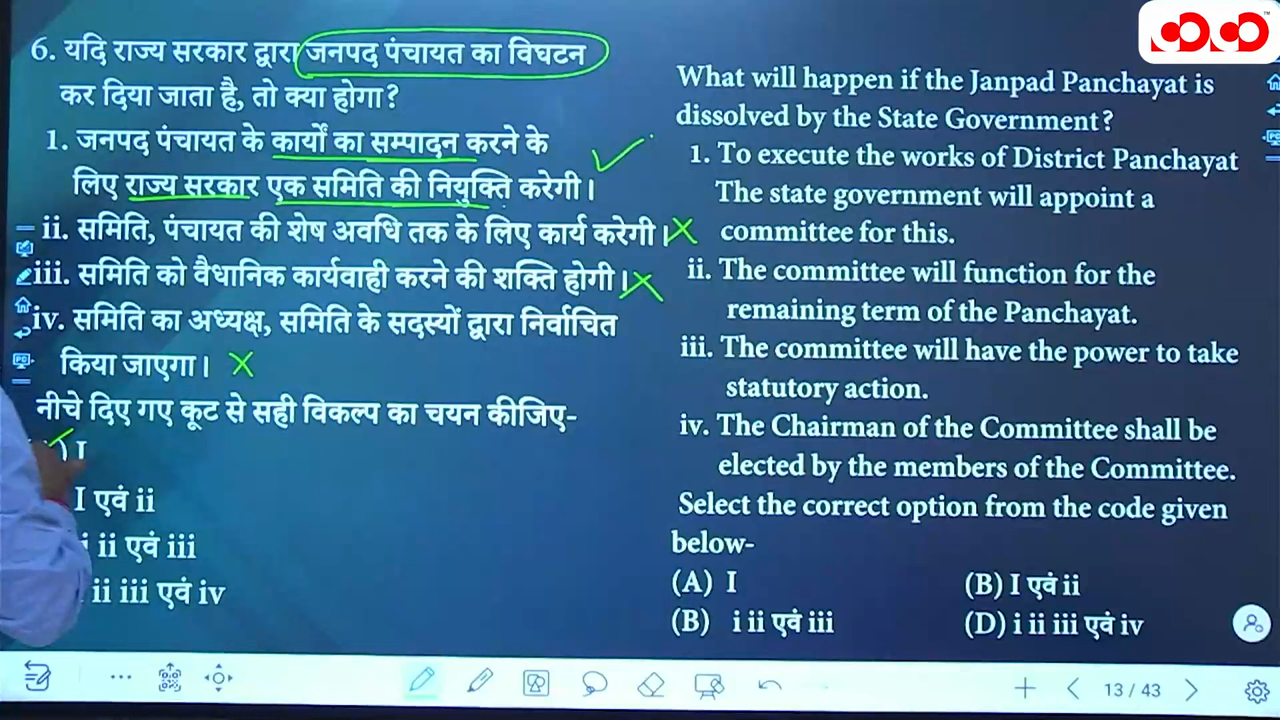 6. यदि राज्य सरकार द्वारा जनपद पंचायत का विघटन
कर दिया जाता है, तो क्या होगा?
1. जनपद पंचायत के कार्यों का सम्पादन करने के
लिए राज्य सरकार एक समिति की नियुक्ति करेगी।
ii. समिति, पंचायत की शेष अवधि तक के लिए कार्य करेगी।
iii. समिति को वैधानिक कार्यवाही करने की शक्ति होगी।
iv. समिति का अध्यक्ष, समिति के सदस्यों द्वारा निर्वाचित
किया जाएगा।
नीचे दिए गए कूट से सही विकल्प का चयन कीजिए-
) I
I एवं ii
i ii एवं iii
ii iii एवं iv
What will happen if the Janpad Panchayat is
dissolved by the State Government?
1. To execute the works of District Panchayat
The state government will appoint a
committee for this.
ii. The committee will function for the
remaining term of the Panchayat.
iii. The committee will have the power to take
statutory action.
iv. The Chairman of the Committee shall be
elected by the members of the Committee.
Select the correct option from the code given
below-
(A) I (B) I एवं ii
(B) i ii एवं iii (D) i ii iii एवं iv
13 / 43